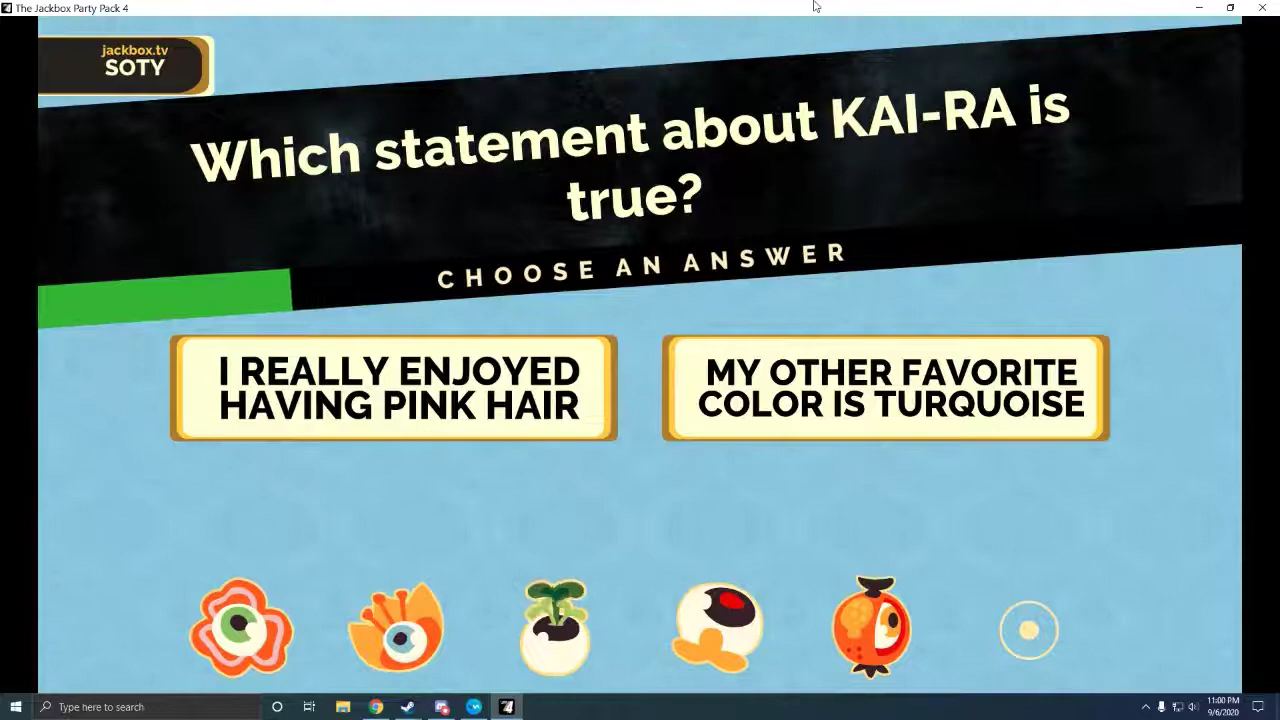 The Jackbox Party Pack 4
jackbox.tv
SOTY
Which statement about KAI-RA is
true?
CHOOSE AN ANSWER
I REALLY ENJOYED
HAVING PINK HAIR
MY OTHER FAVORITE
COLOR IS TURQUOISE
Type here to search
11:00 PM
9/6/2020